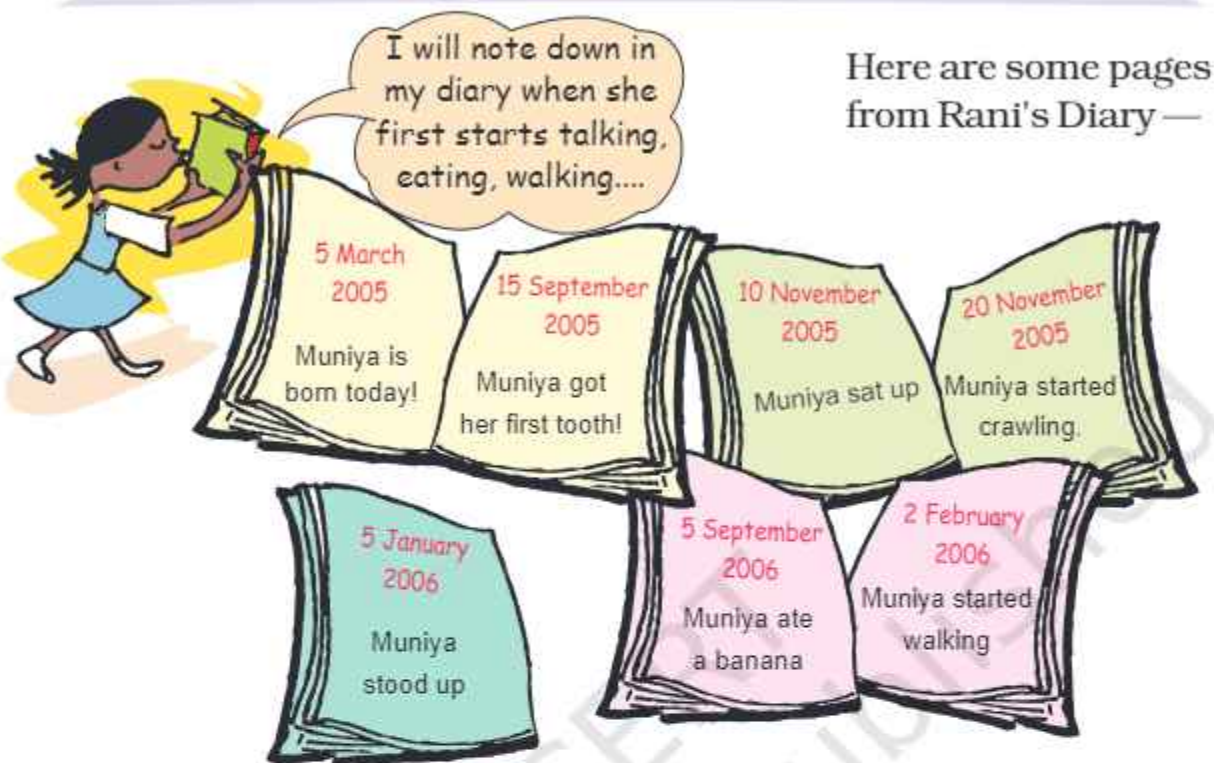 I will note down in
my diary when she
first starts talking,
eating, walking....
Here are some pages
from Rani's Diary —
5 March
2005
Muniya is
born today!
15 September
2005
Muniya got
her first tooth!
10 November
2005
Muniya sat up
20 November
2005
Muniya started
crawling.
5 January
2006
Muniya
stood up
5 September
2006
Muniya ate
a banana
2 February
2006
Muniya started
walking